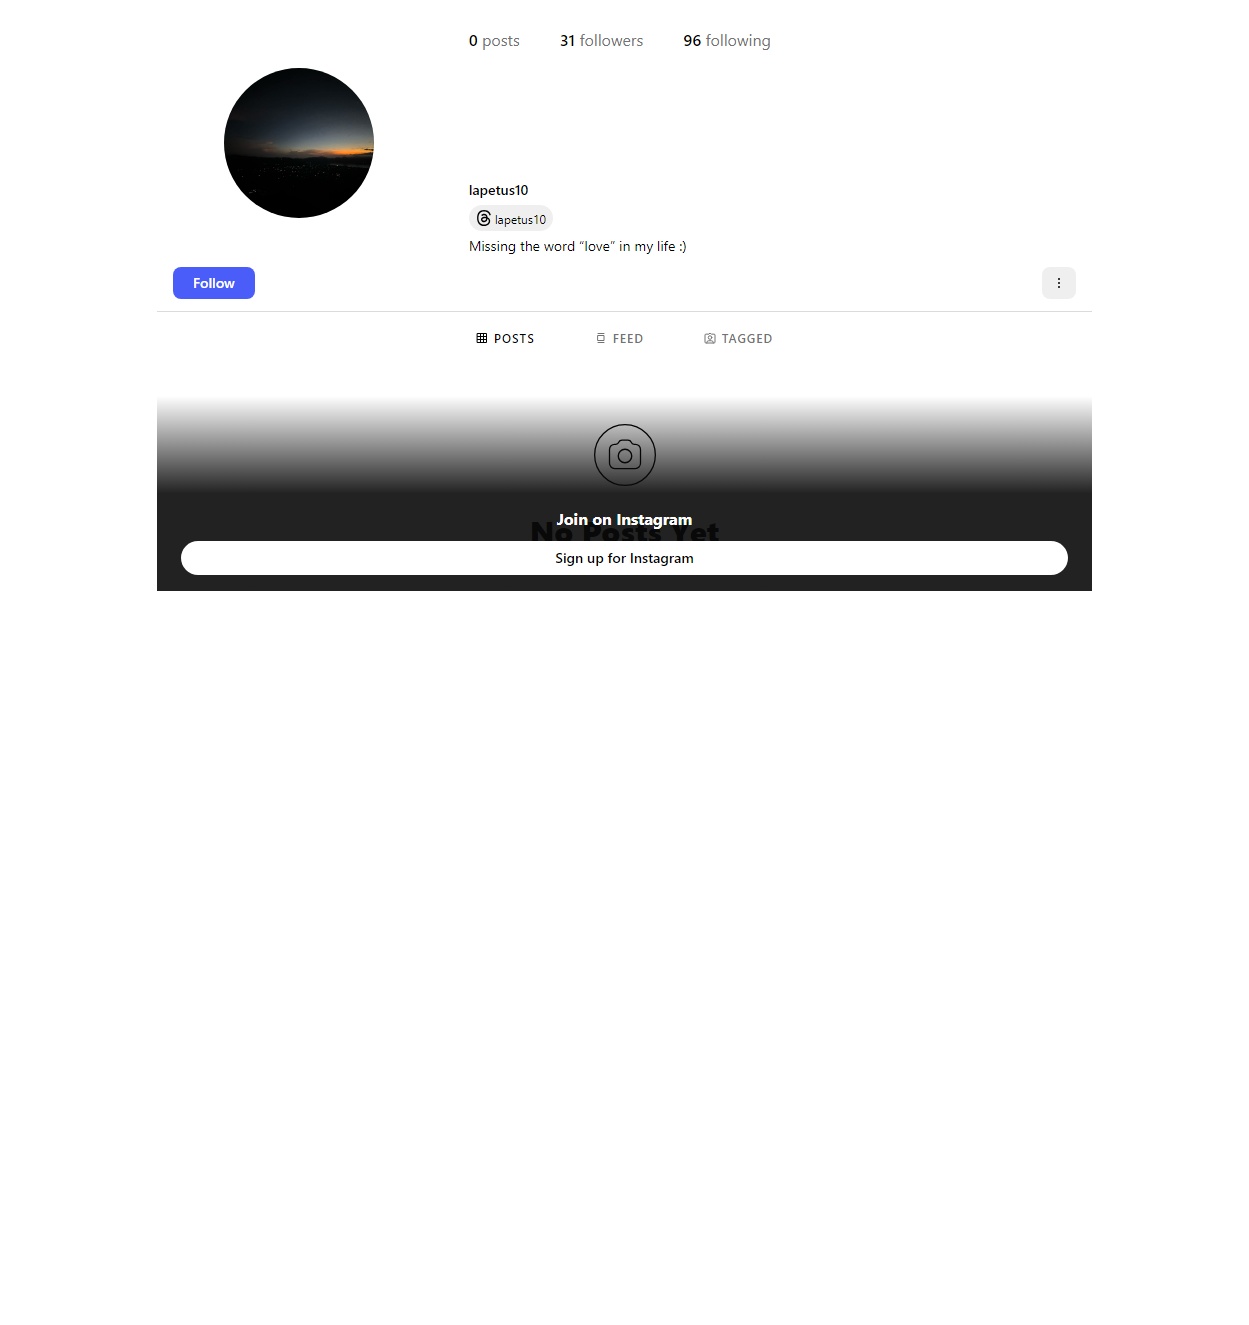 0 posts 31 followers 96 following
lapetus10
lapetus10
Missing the word “love” in my life :)
Follow
POSTS FEED TAGGED
Join on Instagram
No Posts Yet
Sign up for Instagram